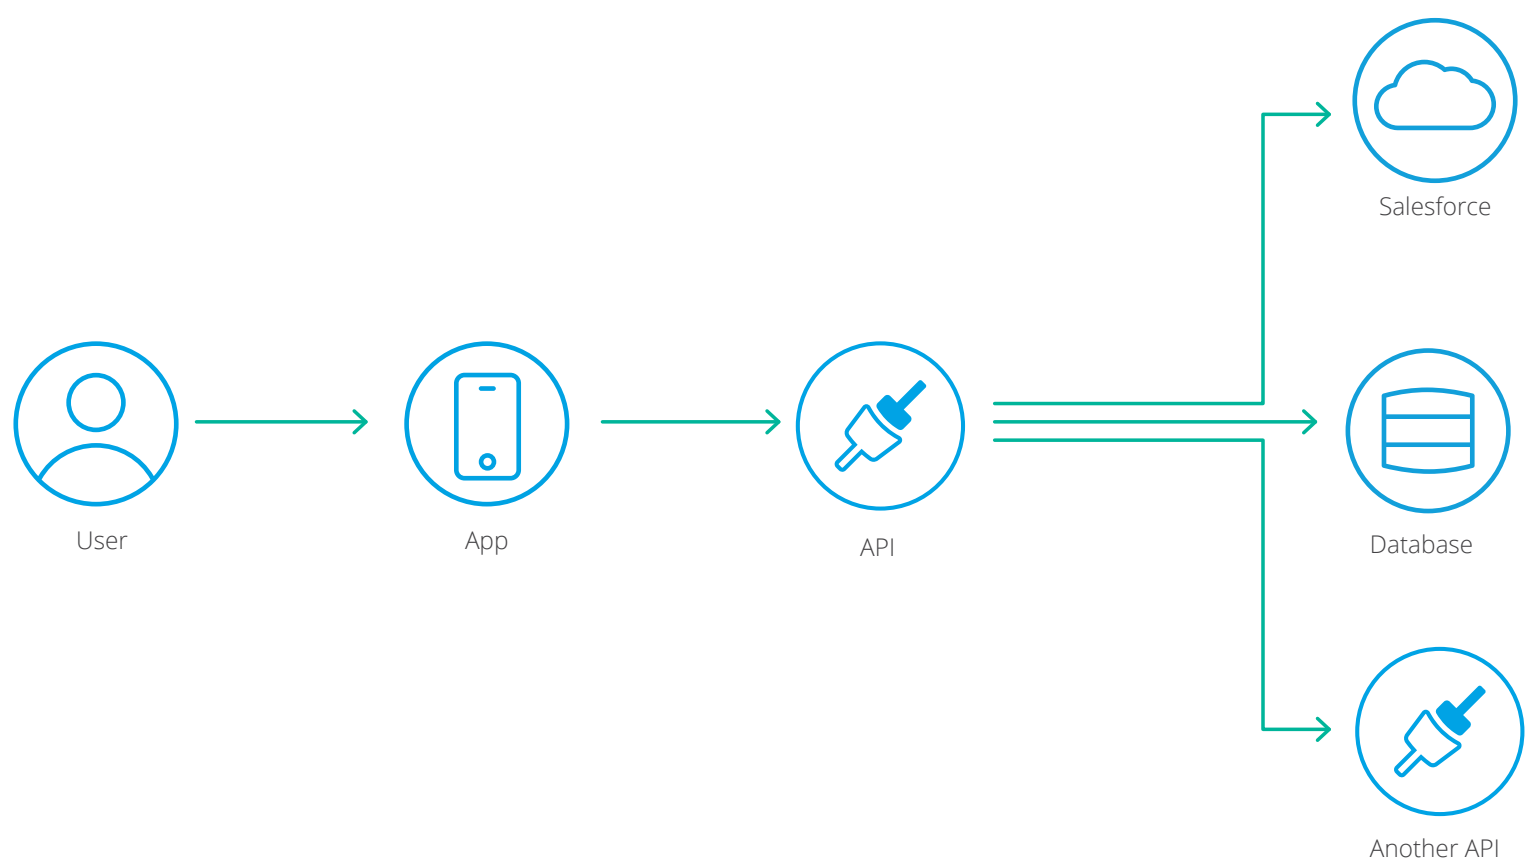 Salesforce
User
App
API
Database
Another API